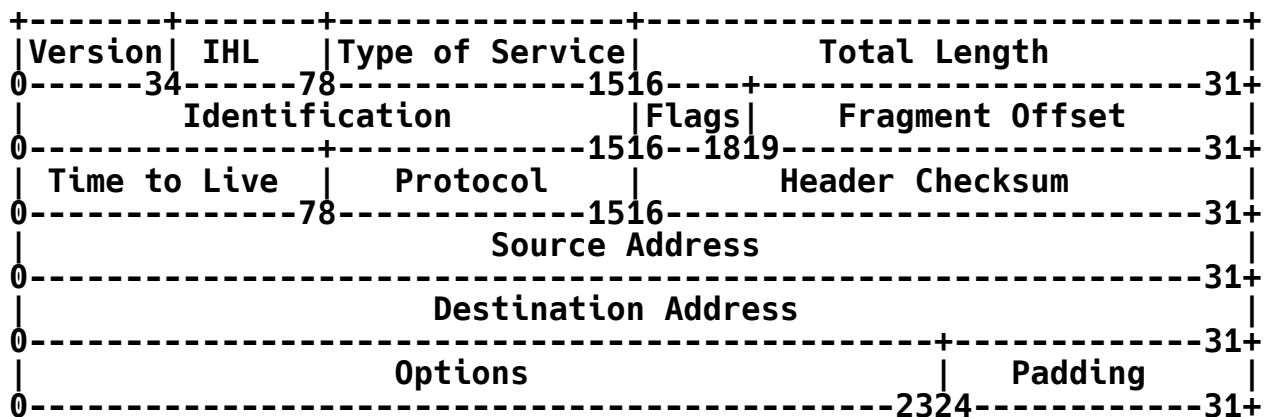 +-------+-------+---------------+-------------------------------+
|Version| IHL   |Type of Service|         Total Length          |
0------34------78-------------1516----+-----------------------31+
|        Identification         |Flags|    Fragment Offset      |
0---------------+-------------1516--1819----------------------31+
| Time to Live  |   Protocol    |       Header Checksum         |
0--------------78-------------1516----------------------------31+
|                        Source Address                         |
0-------------------------------------------------------------31+
|                     Destination Address                       |
0-----------------------------------------------+-------------31+
|                   Options                     |   Padding     |
0---------------------------------------------2324------------31+